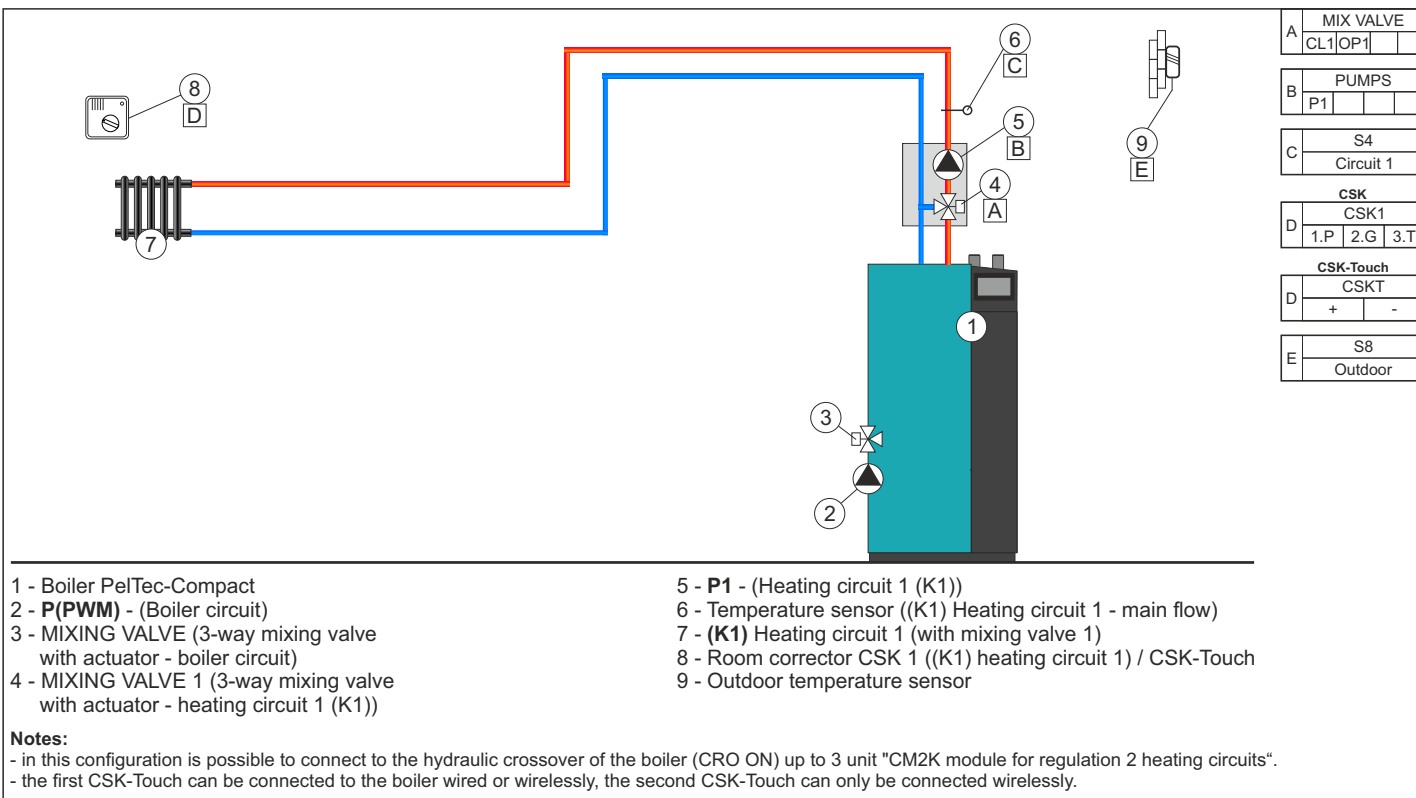 8
D
7
6
C
5
B
4
A
9
E
1
3
2
A
MIX VALVE
CL1 OP1
B
PUMPS
P1
C
S4
Circuit 1
CSK
D
CSK1
1.P 2.G 3.T
CSK-Touch
D
CSKT
+ -
E
S8
Outdoor
1 - Boiler PelTec-Compact
2 - P(PWM) - (Boiler circuit)
3 - MIXING VALVE (3-way mixing valve
with actuator - boiler circuit)
4 - MIXING VALVE 1 (3-way mixing valve
with actuator - heating circuit 1 (K1))
5 - P1 - (Heating circuit 1 (K1))
6 - Temperature sensor ((K1) Heating circuit 1 - main flow)
7 - (K1) Heating circuit 1 (with mixing valve 1)
8 - Room corrector CSK 1 ((K1) heating circuit 1) / CSK-Touch
9 - Outdoor temperature sensor
Notes:
- in this configuration is possible to connect to the hydraulic crossover of the boiler (CRO ON) up to 3 unit "CM2K module for regulation 2 heating circuits“.
- the first CSK-Touch can be connected to the boiler wired or wirelessly, the second CSK-Touch can only be connected wirelessly.